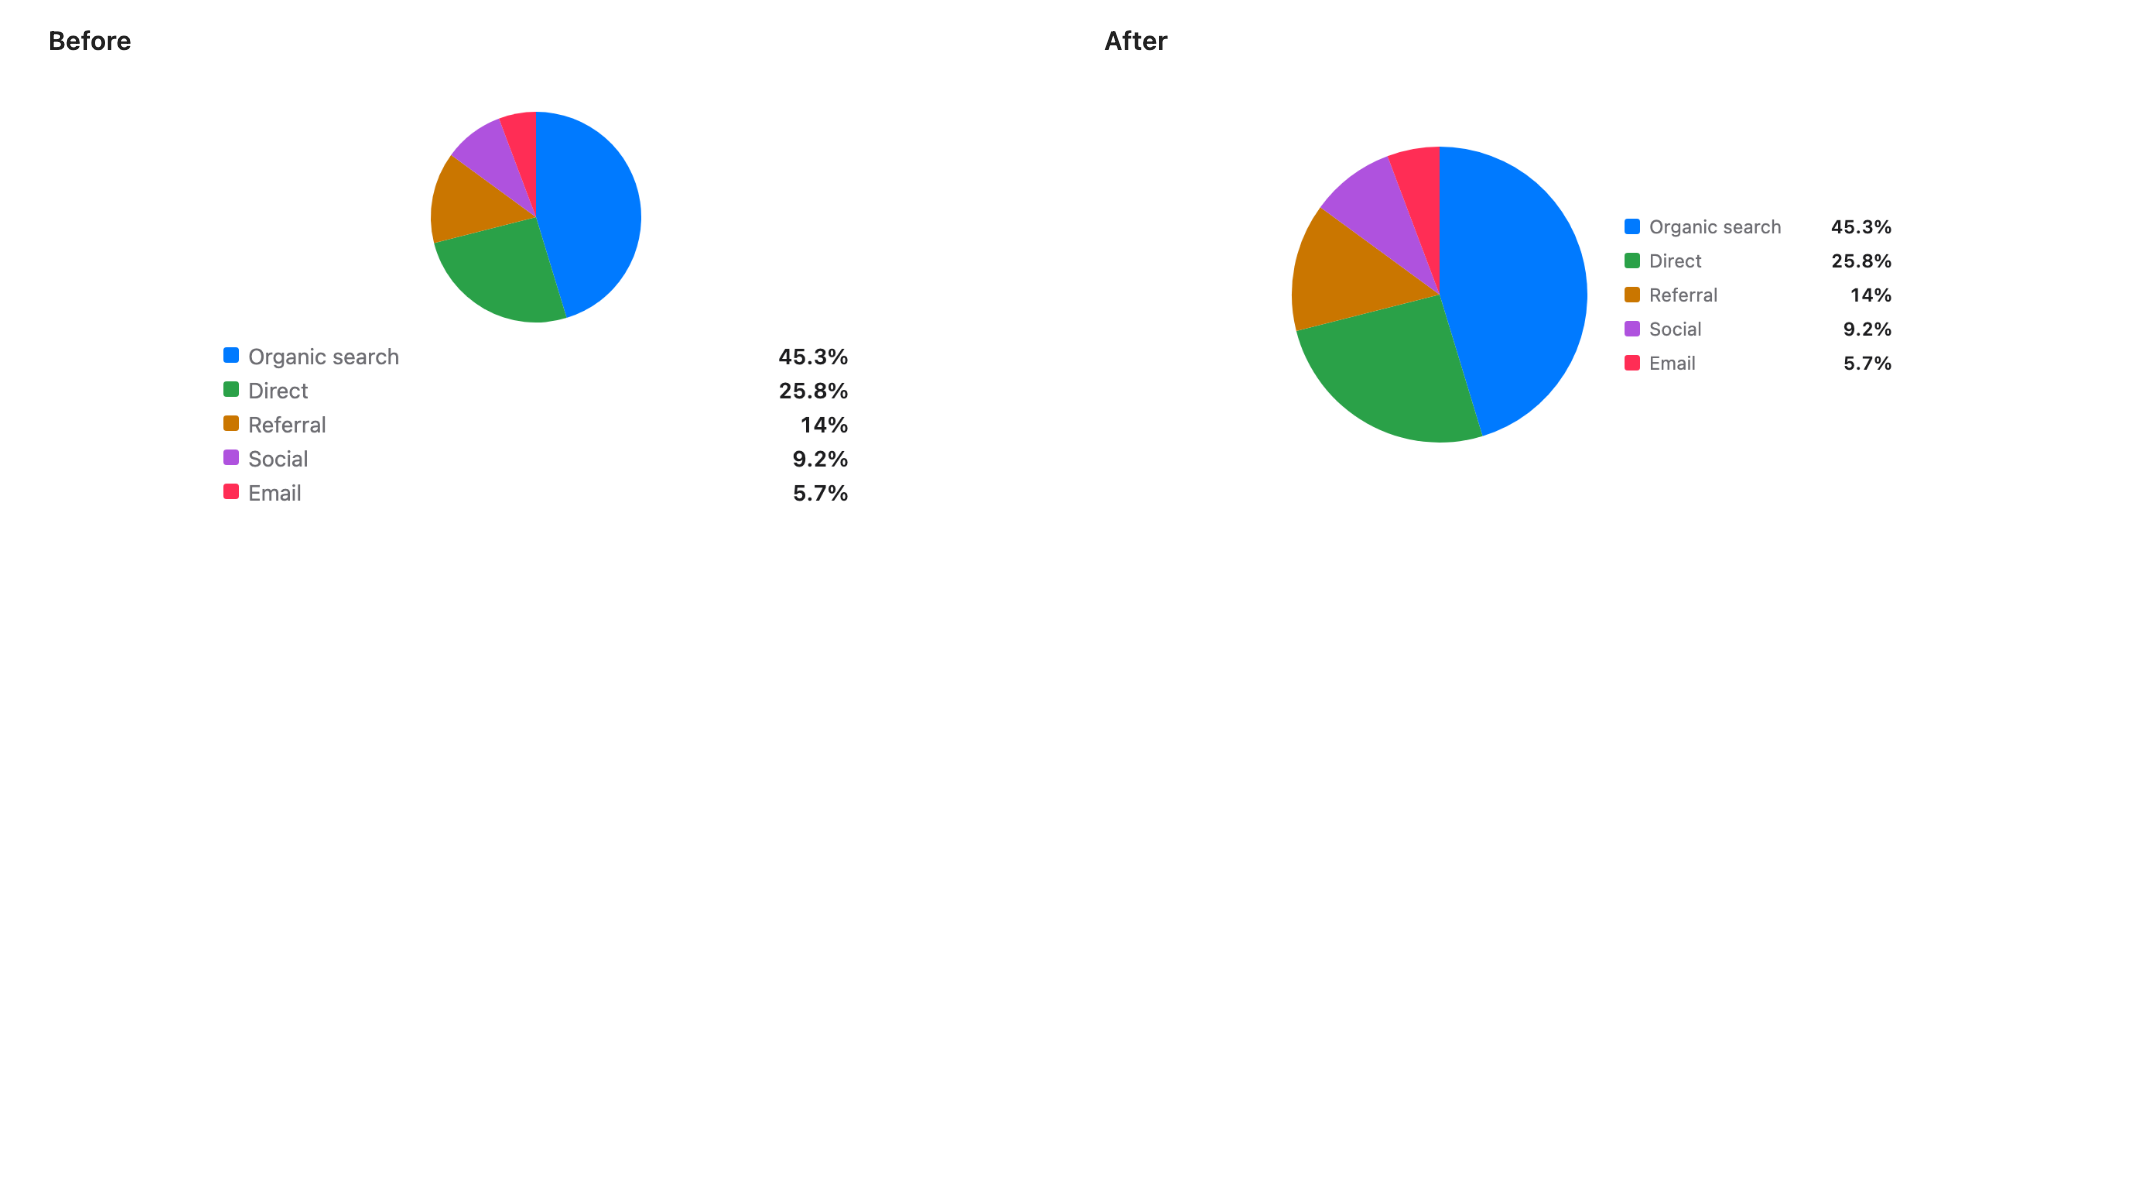 Before
Organic search 45.3%
Direct 25.8%
Referral 14%
Social 9.2%
Email 5.7%
After
Organic search 45.3%
Direct 25.8%
Referral 14%
Social 9.2%
Email 5.7%